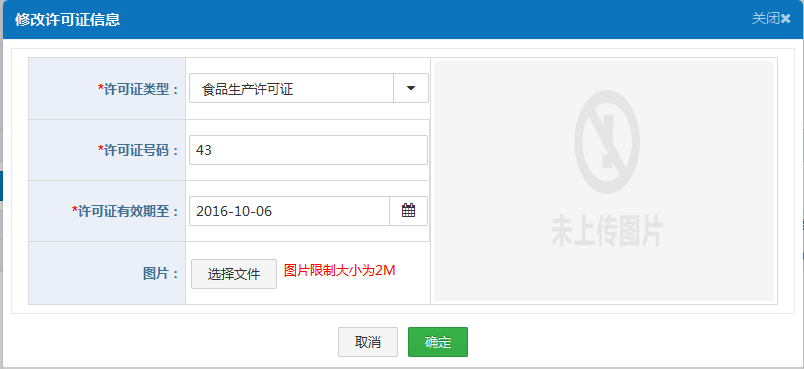 修改许可证信息 关闭
*许可证类型： 食品生产许可证
*许可证号码： 43
*许可证有效期至： 2016-10-06
图片： 选择文件 图片限制大小为2M
未上传图片
取消 确定